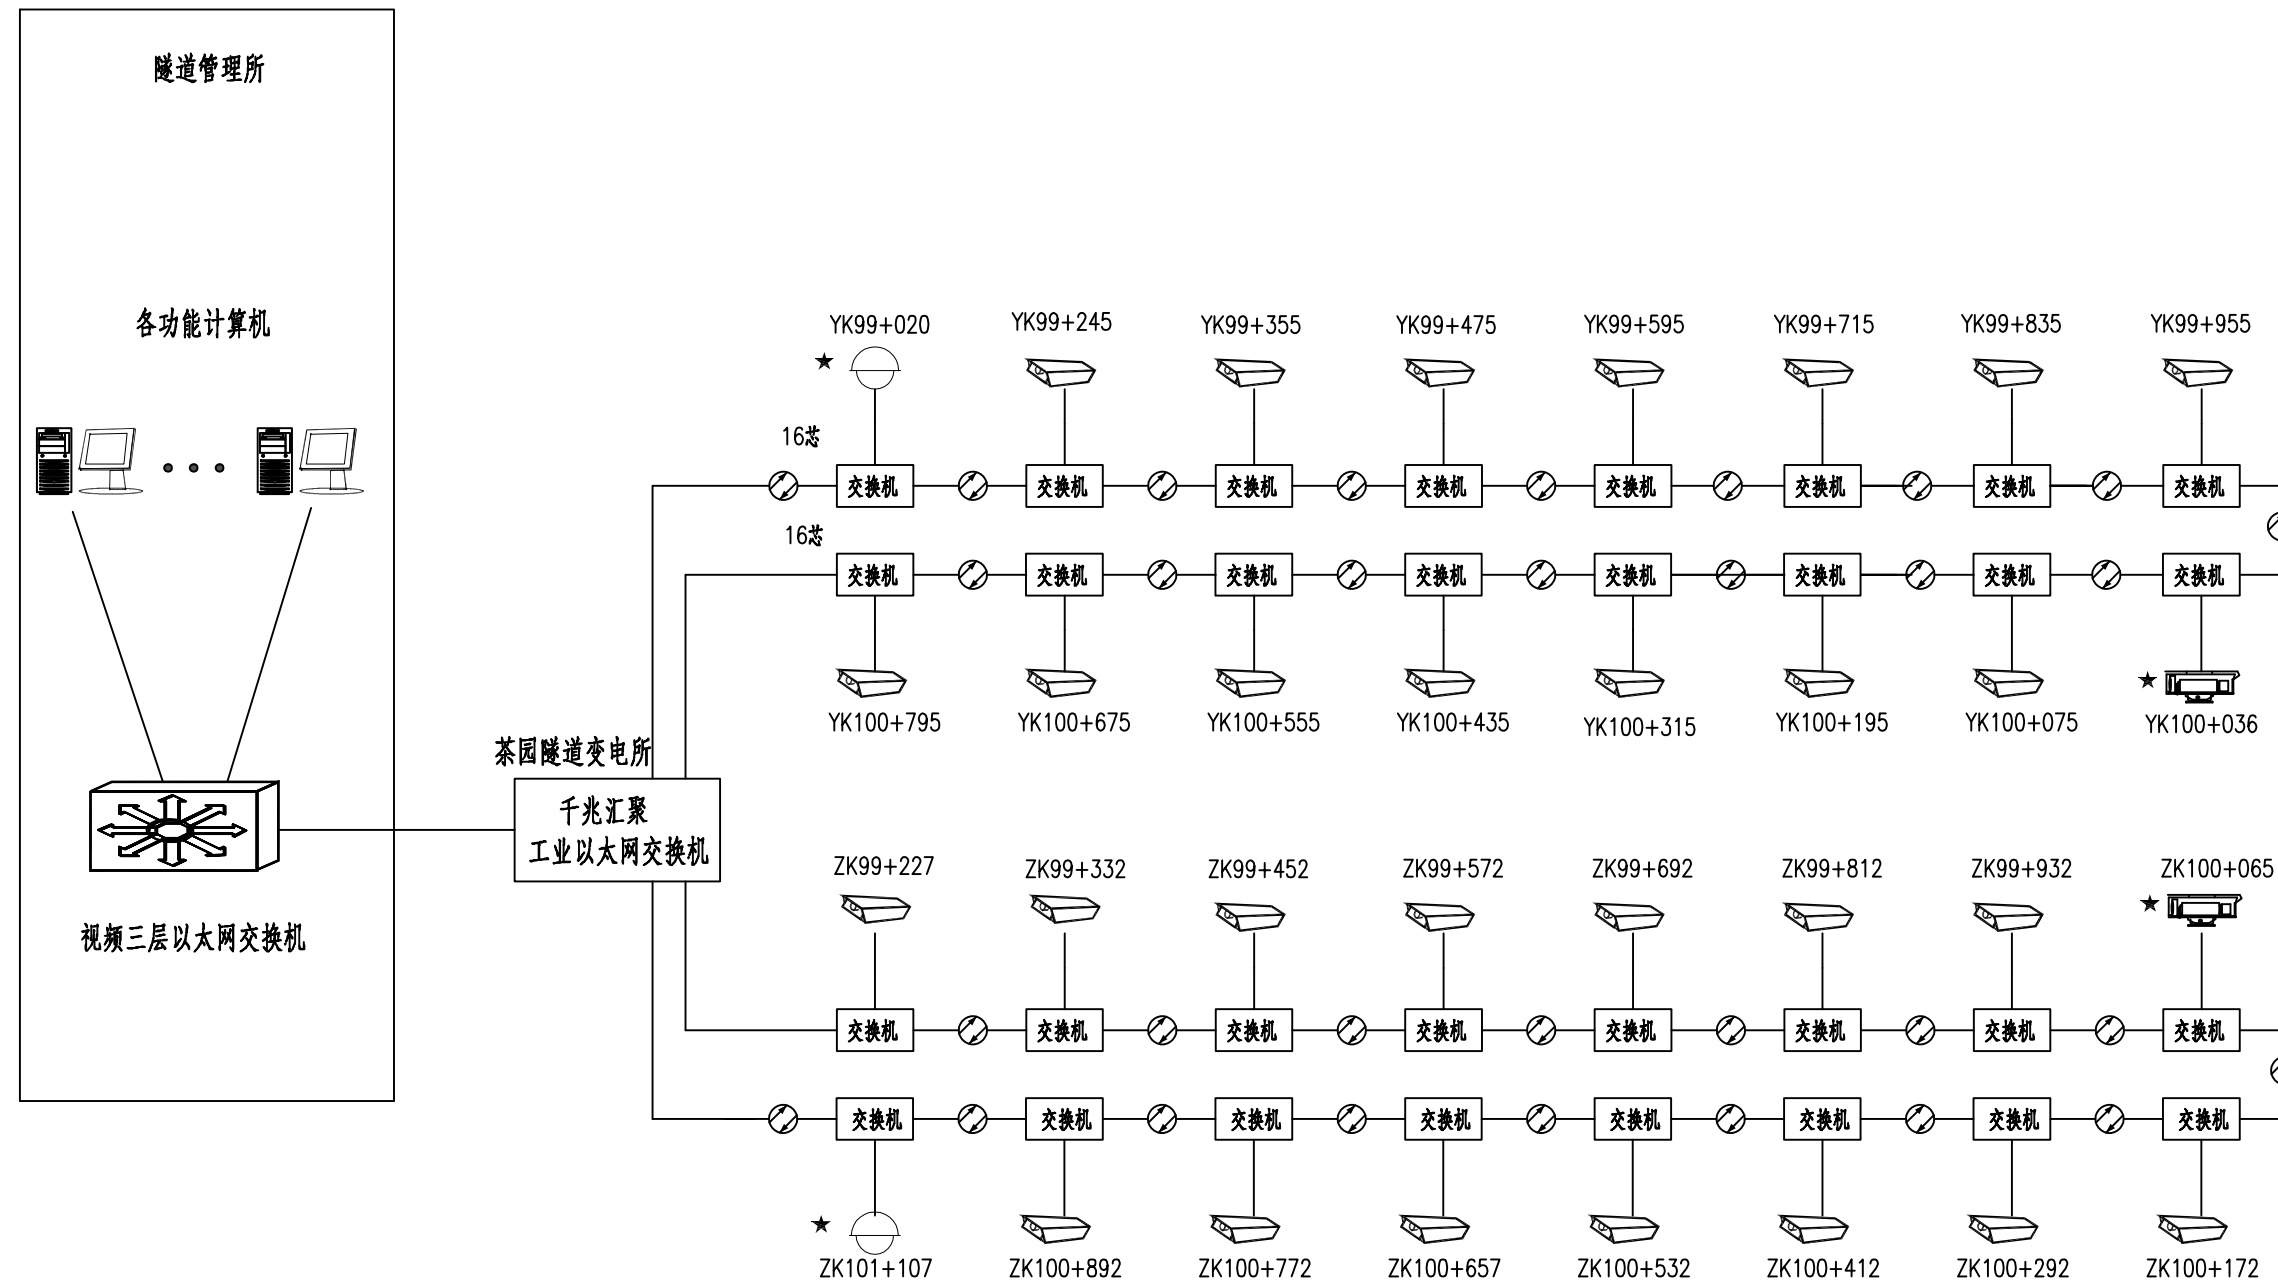 隧道管理所
各功能计算机
视频三层以太网交换机
茶园隧道变电所
千兆汇聚
工业以太网交换机
YK99+020 YK99+245 YK99+355 YK99+475 YK99+595 YK99+715 YK99+835 YK99+955
★
16芯
交换机 交换机 交换机 交换机 交换机 交换机 交换机 交换机
16芯
交换机 交换机 交换机 交换机 交换机 交换机 交换机 交换机
★
YK100+795 YK100+675 YK100+555 YK100+435 YK100+315 YK100+195 YK100+075 YK100+036
ZK99+227 ZK99+332 ZK99+452 ZK99+572 ZK99+692 ZK99+812 ZK99+932 ZK100+065
★
交换机 交换机 交换机 交换机 交换机 交换机 交换机 交换机
交换机 交换机 交换机 交换机 交换机 交换机 交换机 交换机
★
ZK101+107 ZK100+892 ZK100+772 ZK100+657 ZK100+532 ZK100+412 ZK100+292 ZK100+172